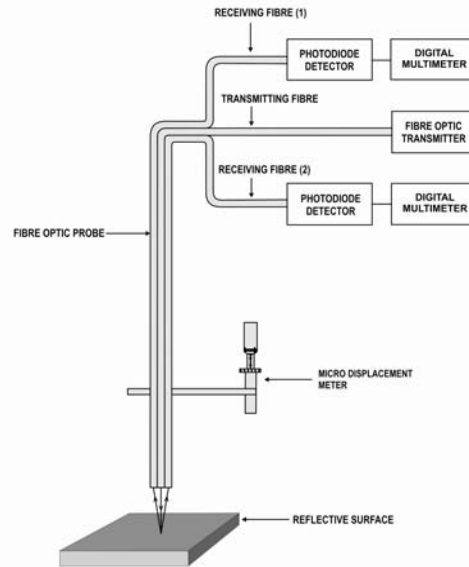 RECEIVING FIBRE (1)
PHOTODIODE
DETECTOR
DIGITAL
MULTIMETER
TRANSMITTING FIBRE
FIBRE OPTIC
TRANSMITTER
RECEIVING FIBRE (2)
PHOTODIODE
DETECTOR
DIGITAL
MULTIMETER
FIBRE OPTIC PROBE
MICRO DISPLACEMENT
METER
REFLECTIVE SURFACE